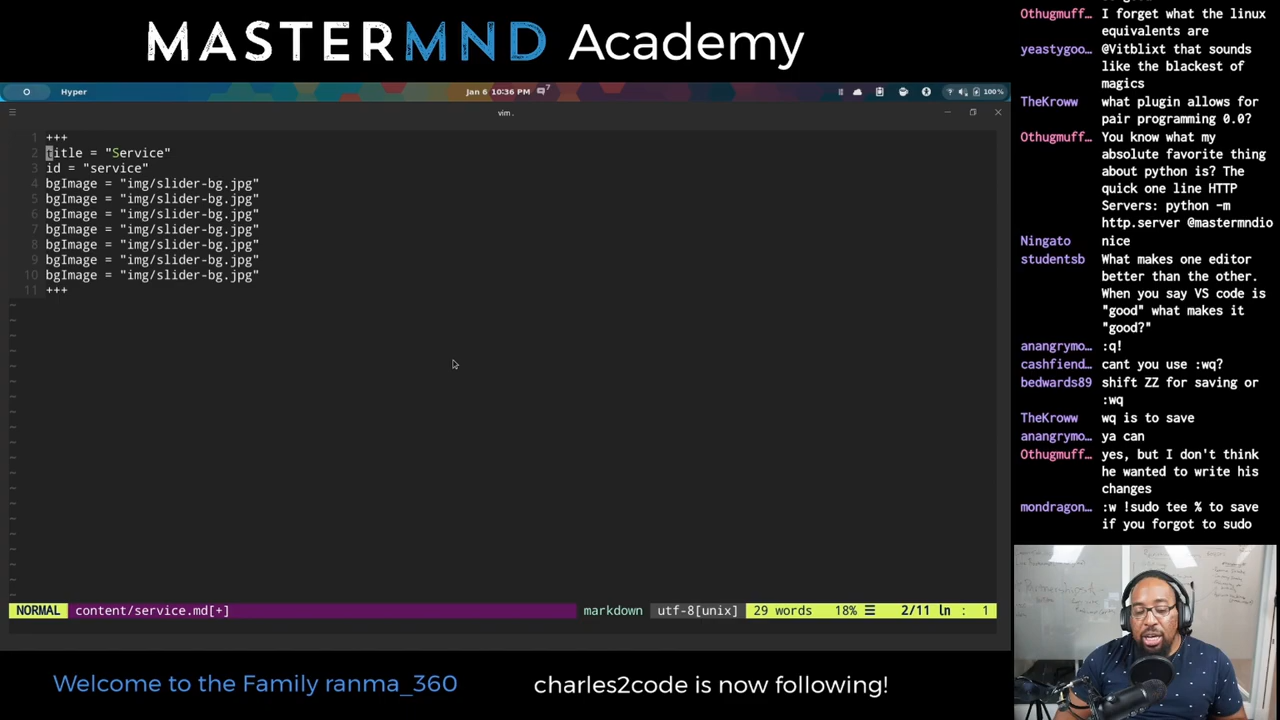 MASTERMND Academy
Hyper
Jan 6 10:36 PM
100%
vim .
1 +++
2 title = "Service"
3 id = "service"
4 bgImage = "img/slider-bg.jpg"
5 bgImage = "img/slider-bg.jpg"
6 bgImage = "img/slider-bg.jpg"
7 bgImage = "img/slider-bg.jpg"
8 bgImage = "img/slider-bg.jpg"
9 bgImage = "img/slider-bg.jpg"
10 bgImage = "img/slider-bg.jpg"
11 +++
NORMAL content/service.md[+] markdown utf-8[unix] 29 words 18% ☰ 2/11 ln : 1
Welcome to the Family ranma_360
charles2code is now following!
Othugmuff… I forget what the linux
equivalents are
yeastygoo… @Vitblixt that sounds
like the blackest of
magics
TheKroww what plugin allows for
pair programming 0.0?
Othugmuff… You know what my
absolute favorite thing
about python is? The
quick one line HTTP
Servers: python -m
http.server @mastermndio
Ningato nice
studentsb What makes one editor
better than the other.
When you say VS code is
"good" what makes it
"good?"
anangrymo… :q!
cashfiend… cant you use :wq?
bedwards89 shift ZZ for saving or
:wq
TheKroww wq is to save
anangrymo… ya can
Othugmuff… yes, but I don't think
he wanted to write his
changes
mondragon… :w !sudo tee % to save
if you forgot to sudo